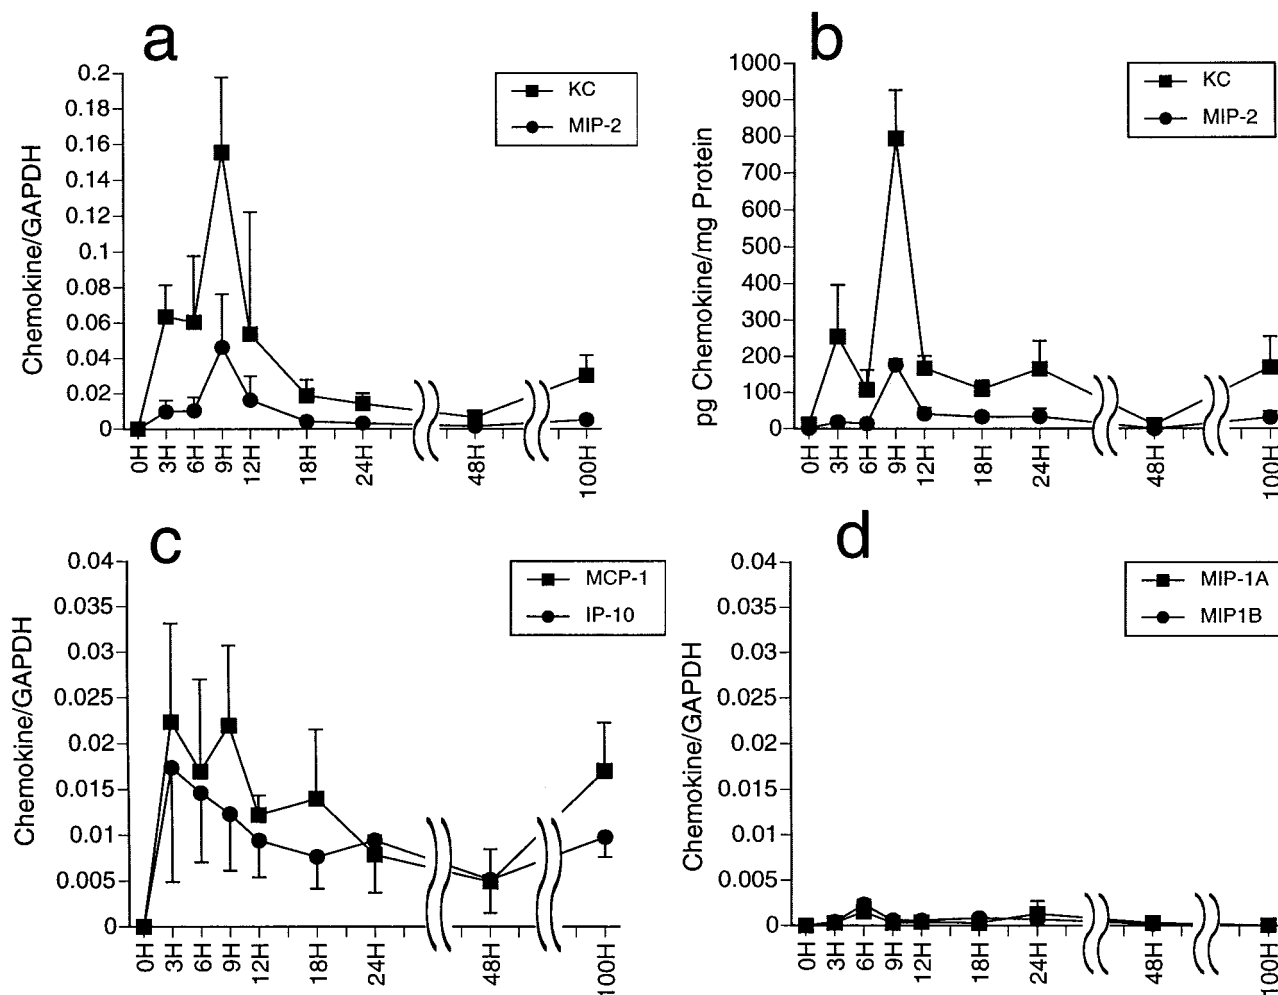 a
Chemokine/GAPDH
0.2
0.18
0.16
0.14
0.12
0.1
0.08
0.06
0.04
0.02
0
KC
MIP-2
0H 3H 6H 9H 12H 18H 24H 48H 100H
b
pg Chemokine/mg Protein
1000
900
800
700
600
500
400
300
200
100
0
KC
MIP-2
0H 3H 6H 9H 12H 18H 24H 48H 100H
c
Chemokine/GAPDH
0.04
0.035
0.03
0.025
0.02
0.015
0.01
0.005
0
MCP-1
IP-10
0H 3H 6H 9H 12H 18H 24H 48H 100H
d
Chemokine/GAPDH
0.04
0.035
0.03
0.025
0.02
0.015
0.01
0.005
0
MIP-1A
MIP1B
0H 3H 6H 9H 12H 18H 24H 48H 100H